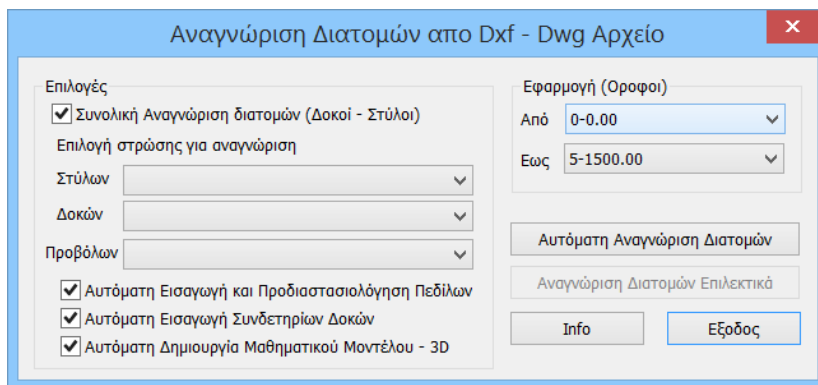 Αναγνώριση Διατομών απο Dxf - Dwg Αρχείο
Επιλογές
Συνολική Αναγνώριση διατομών (Δοκοί - Στύλοι)
Επιλογή στρώσης για αναγνώριση
Στύλων
Δοκών
Προβόλων
Αυτόματη Εισαγωγή και Προδιαστασιολόγηση Πεδίλων
Αυτόματη Εισαγωγή Συνδετηρίων Δοκών
Αυτόματη Δημιουργία Μαθηματικού Μοντέλου - 3D
Εφαρμογή (Οροφοι)
Από 0-0.00
Εως 5-1500.00
Αυτόματη Αναγνώριση Διατομών
Αναγνώριση Διατομών Επιλεκτικά
Info Εξοδος